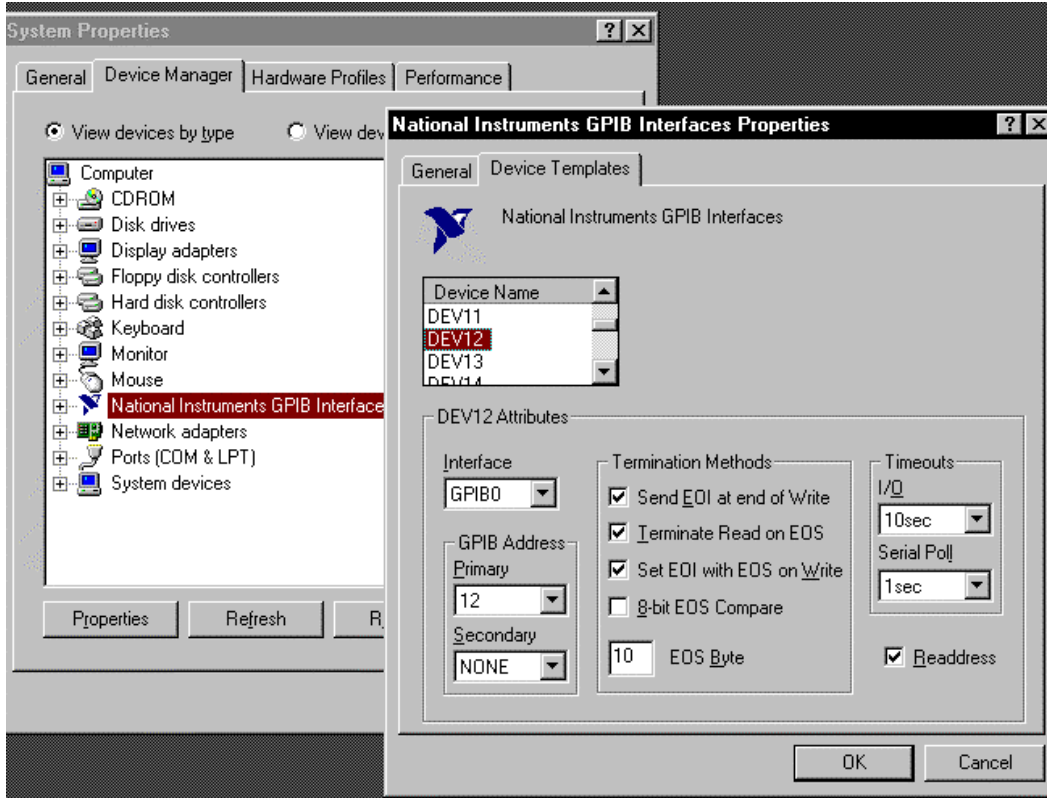 System Properties
General Device Manager Hardware Profiles Performance
View devices by type View dev
Computer
CDROM
Disk drives
Display adapters
Floppy disk controllers
Hard disk controllers
Keyboard
Monitor
Mouse
National Instruments GPIB Interface
Network adapters
Ports (COM & LPT)
System devices
Properties Refresh R
National Instruments GPIB Interfaces Properties
General Device Templates
National Instruments GPIB Interfaces
Device Name
DEV11
DEV12
DEV13
DEV14
DEV12 Attributes
Interface
GPIB0
GPIB Address
Primary
12
Secondary
NONE
Termination Methods
Send EOI at end of Write
Terminate Read on EOS
Set EOI with EOS on Write
8-bit EOS Compare
10 EOS Byte
Timeouts
I/O
10sec
Serial Poll
1sec
Readdress
OK Cancel